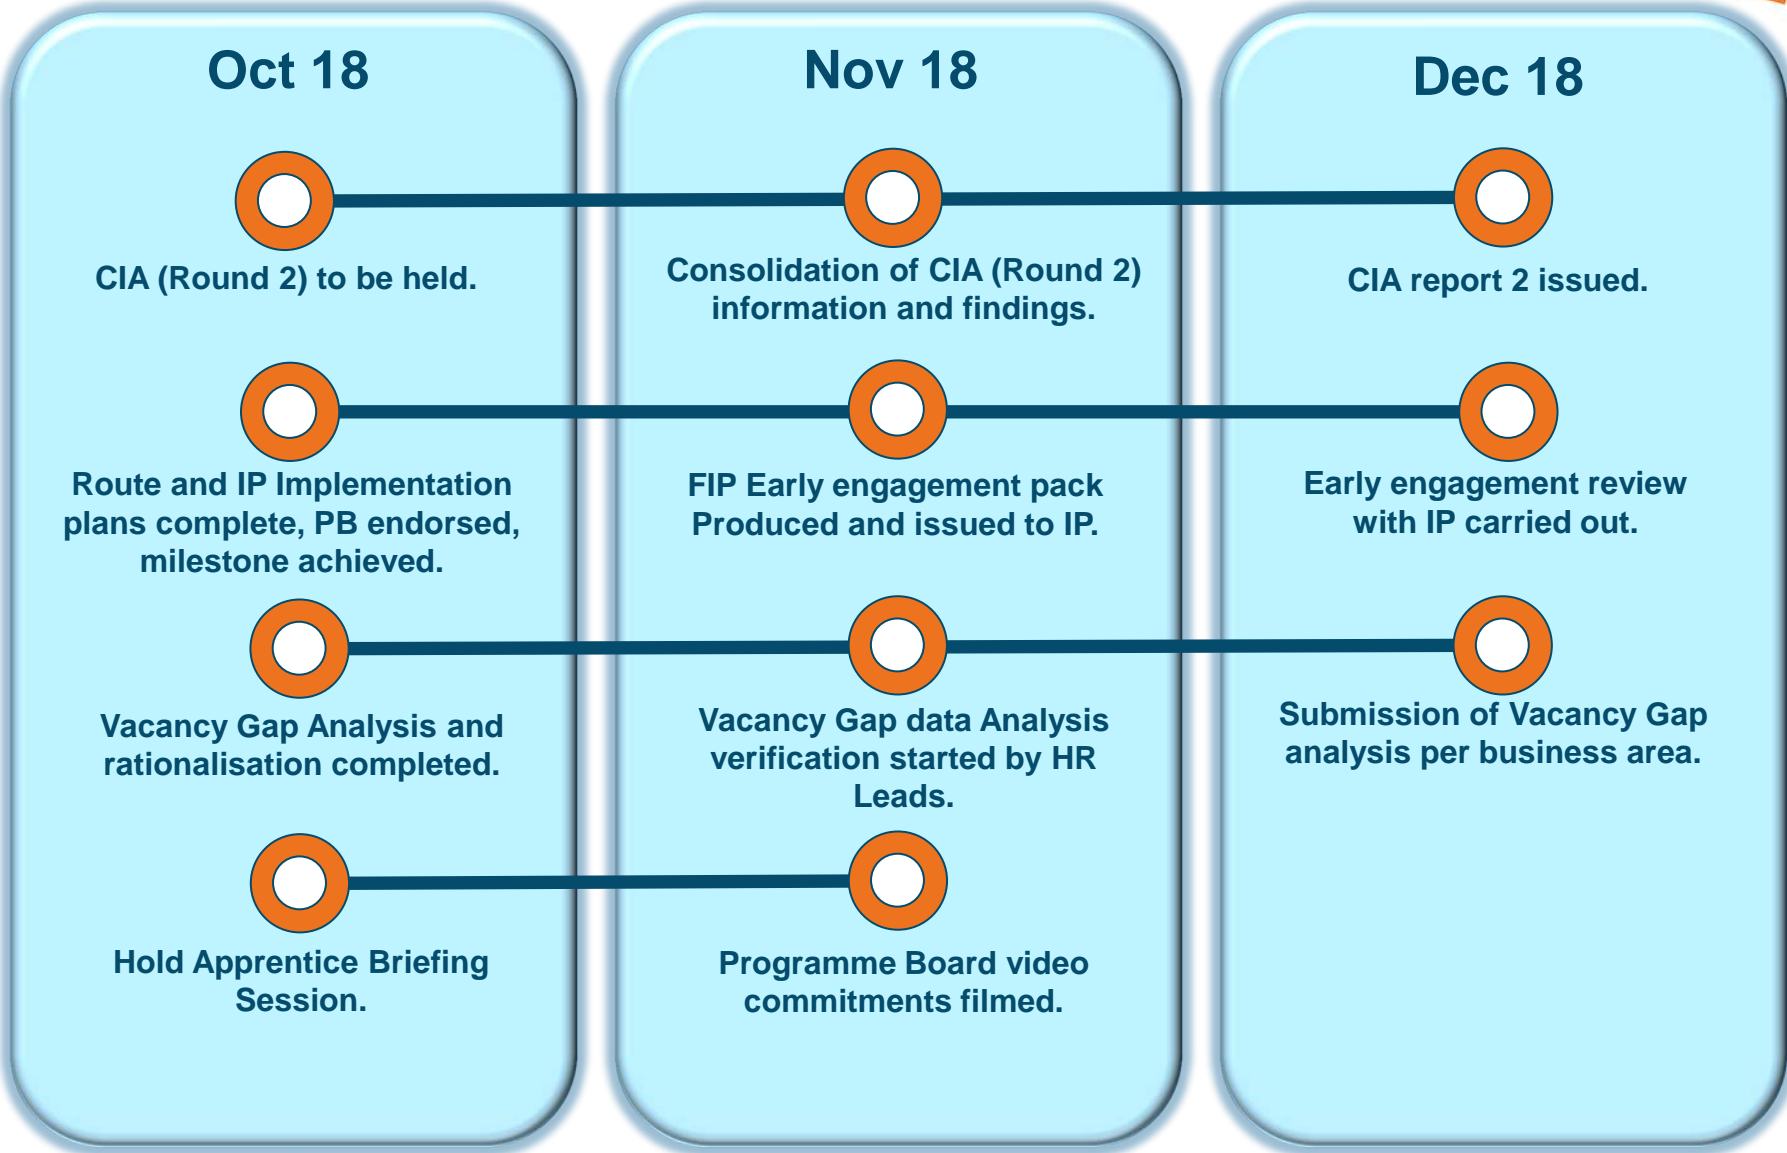 Oct 18
CIA (Round 2) to be held.
Route and IP Implementation
plans complete, PB endorsed,
milestone achieved.
Vacancy Gap Analysis and
rationalisation completed.
Hold Apprentice Briefing
Session.
Nov 18
Consolidation of CIA (Round 2)
information and findings.
FIP Early engagement pack
Produced and issued to IP.
Vacancy Gap data Analysis
verification started by HR
Leads.
Programme Board video
commitments filmed.
Dec 18
CIA report 2 issued.
Early engagement review
with IP carried out.
Submission of Vacancy Gap
analysis per business area.